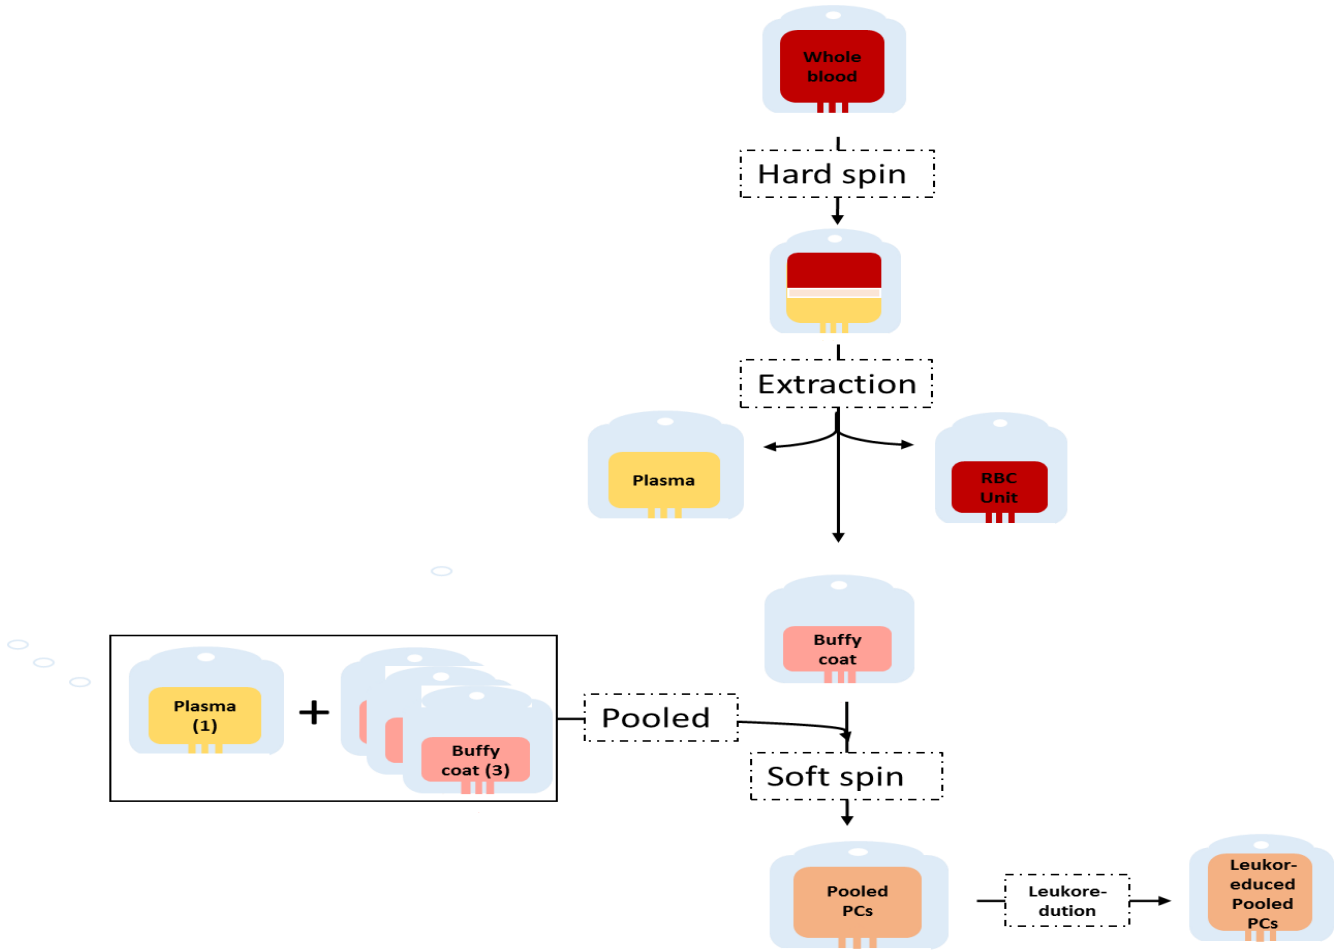 Whole
blood
Hard spin
Extraction
Plasma
RBC
Unit
Buffy
coat
Plasma
(1)
+
Buffy
coat (3)
Pooled
Soft spin
Pooled
PCs
Leukore-
dution
Leukor-
educed
Pooled
PCs